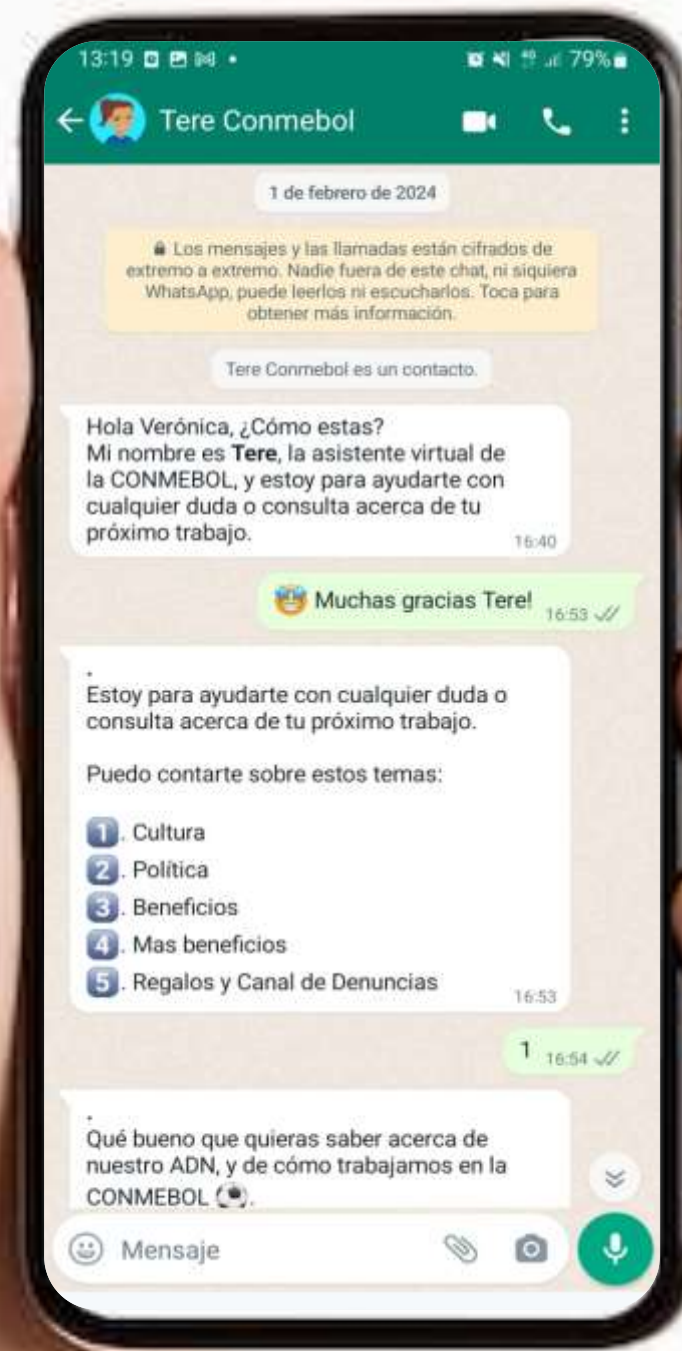 13:19
79%
Tere Conmebol
1 de febrero de 2024
Los mensajes y las llamadas están cifrados de
extremo a extremo. Nadie fuera de este chat, ni siquiera
WhatsApp, puede leerlos ni escucharlos. Toca para
obtener más información.
Tere Conmebol es un contacto.
Hola Verónica, ¿Cómo estas?
Mi nombre es Tere, la asistente virtual de
la CONMEBOL, y estoy para ayudarte con
cualquier duda o consulta acerca de tu
próximo trabajo.
16:40
🤩 Muchas gracias Tere!
16:53
.
Estoy para ayudarte con cualquier duda o
consulta acerca de tu próximo trabajo.
Puedo contarte sobre estos temas:
1️⃣. Cultura
2️⃣. Política
3️⃣. Beneficios
4️⃣. Mas beneficios
5️⃣. Regalos y Canal de Denuncias
16:53
1
16:54
.
Qué bueno que quieras saber acerca de
nuestro ADN, y de cómo trabajamos en la
CONMEBOL ⚽.
Mensaje